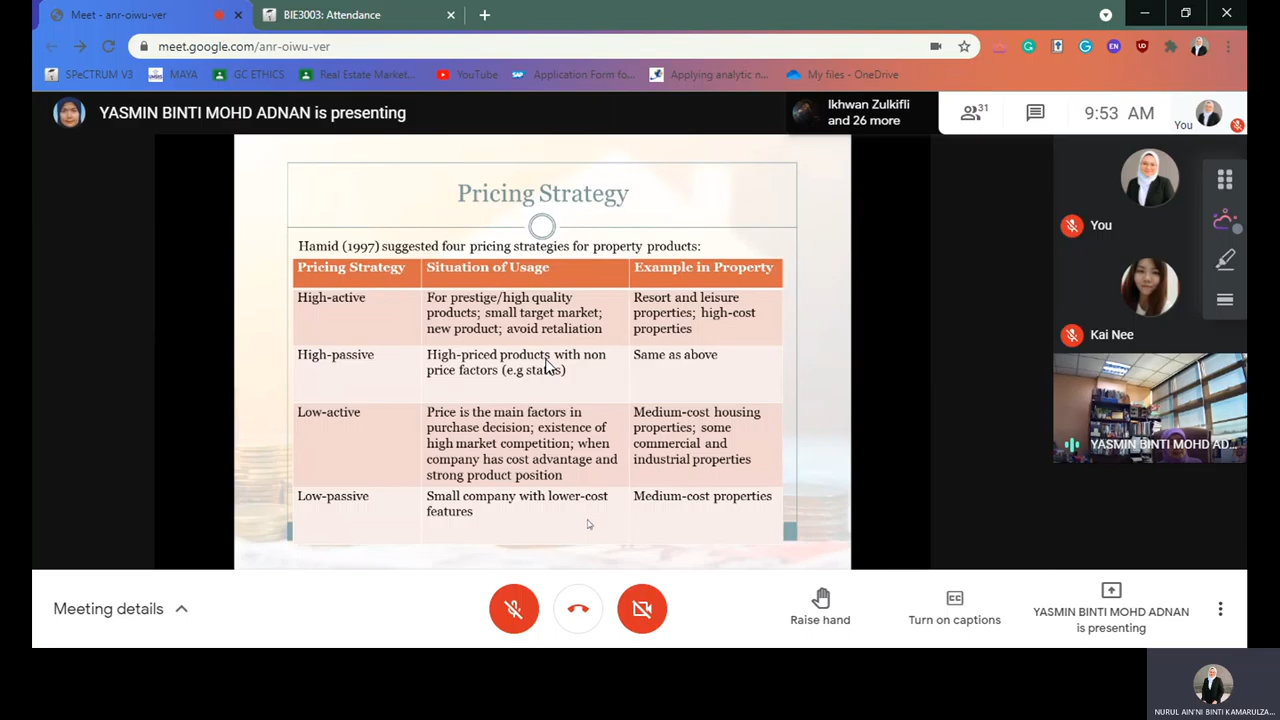 Meet - anr-oiwu-ver
BIE3003: Attendance
meet.google.com/anr-oiwu-ver
SPeCTRUM V3
MAYA
GC ETHICS
Real Estate Market...
YouTube
Application Form fo...
Applying analytic n...
My files - OneDrive
YASMIN BINTI MOHD ADNAN is presenting
Ikhwan Zulkifli
and 26 more
31
9:53 AM
You
Pricing Strategy
Hamid (1997) suggested four pricing strategies for property products:
Pricing Strategy Situation of Usage Example in Property
High-active
For prestige/high quality
products; small target market;
new product; avoid retaliation
Resort and leisure
properties; high-cost
properties
High-passive
High-priced products with non
price factors (e.g status)
Same as above
Low-active
Price is the main factors in
purchase decision; existence of
high market competition; when
company has cost advantage and
strong product position
Medium-cost housing
properties; some
commercial and
industrial properties
Low-passive
Small company with lower-cost
features
Medium-cost properties
You
Kai Nee
YASMIN BINTI MOHD AD...
Meeting details
Raise hand
CC
Turn on captions
YASMIN BINTI MOHD ADNAN
is presenting
NURUL AIN'NI BINTI KAMARULZA...